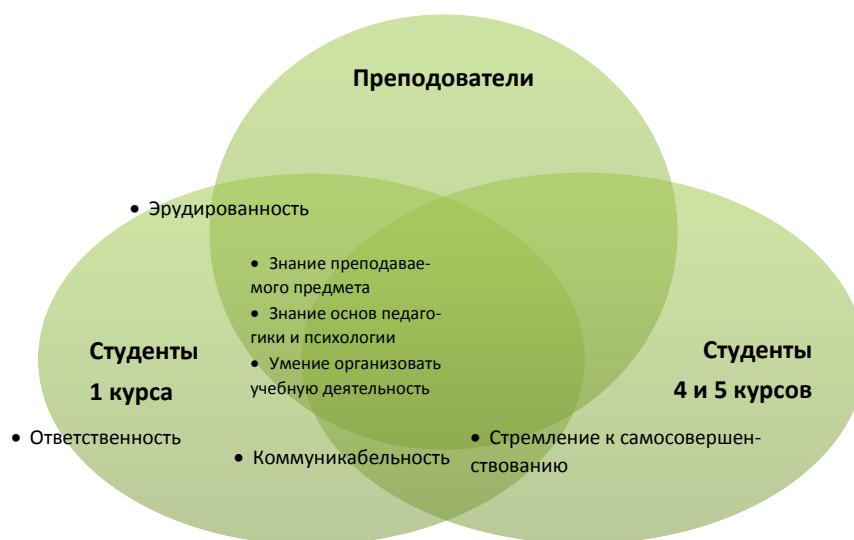 Преподователи
• Эрудированность
• Знание преподавае-
мого предмета
• Знание основ педаго-
гики и психологии
• Умение организовать
учебную деятельность
Студенты
1 курса
Студенты
4 и 5 курсов
• Ответственность
• Коммуникабельность
• Стремление к самосовершен-
ствованию